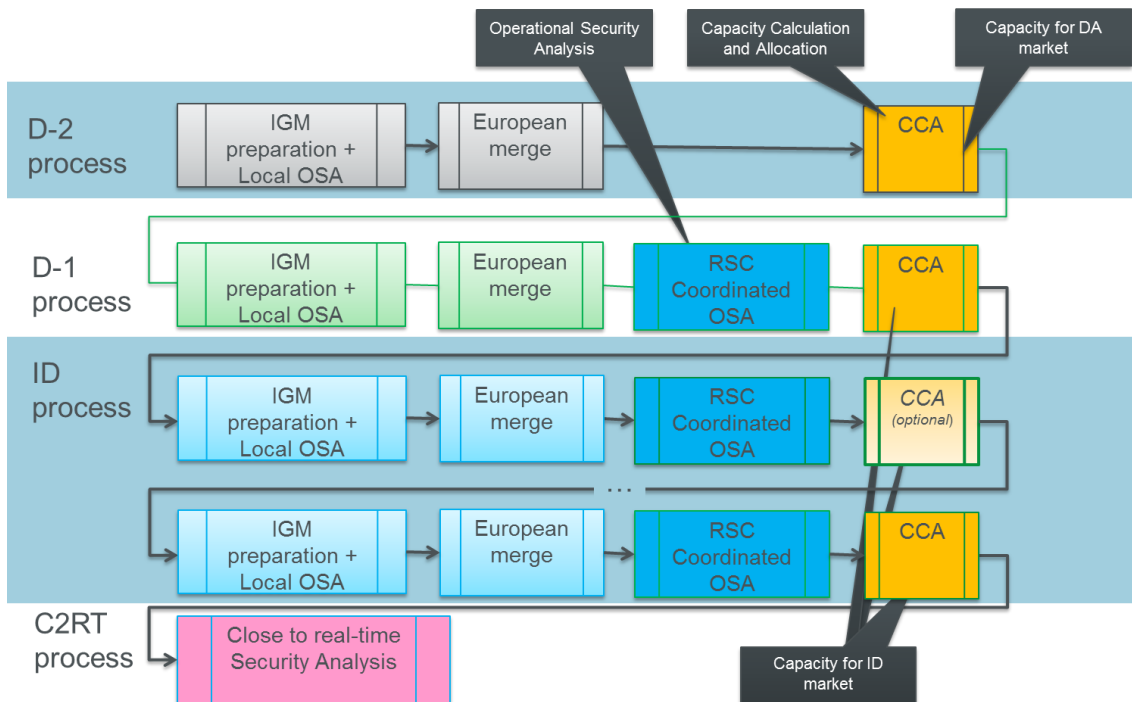 Operational Security
Analysis
Capacity Calculation
and Allocation
Capacity for DA
market
D-2
process
IGM
preparation +
Local OSA
European
merge
CCA
D-1
process
IGM
preparation +
Local OSA
European
merge
RSC
Coordinated
OSA
CCA
ID
process
IGM
preparation +
Local OSA
European
merge
RSC
Coordinated
OSA
CCA
(optional)
...
IGM
preparation +
Local OSA
European
merge
RSC
Coordinated
OSA
CCA
C2RT
process
Close to real-time
Security Analysis
Capacity for ID
market